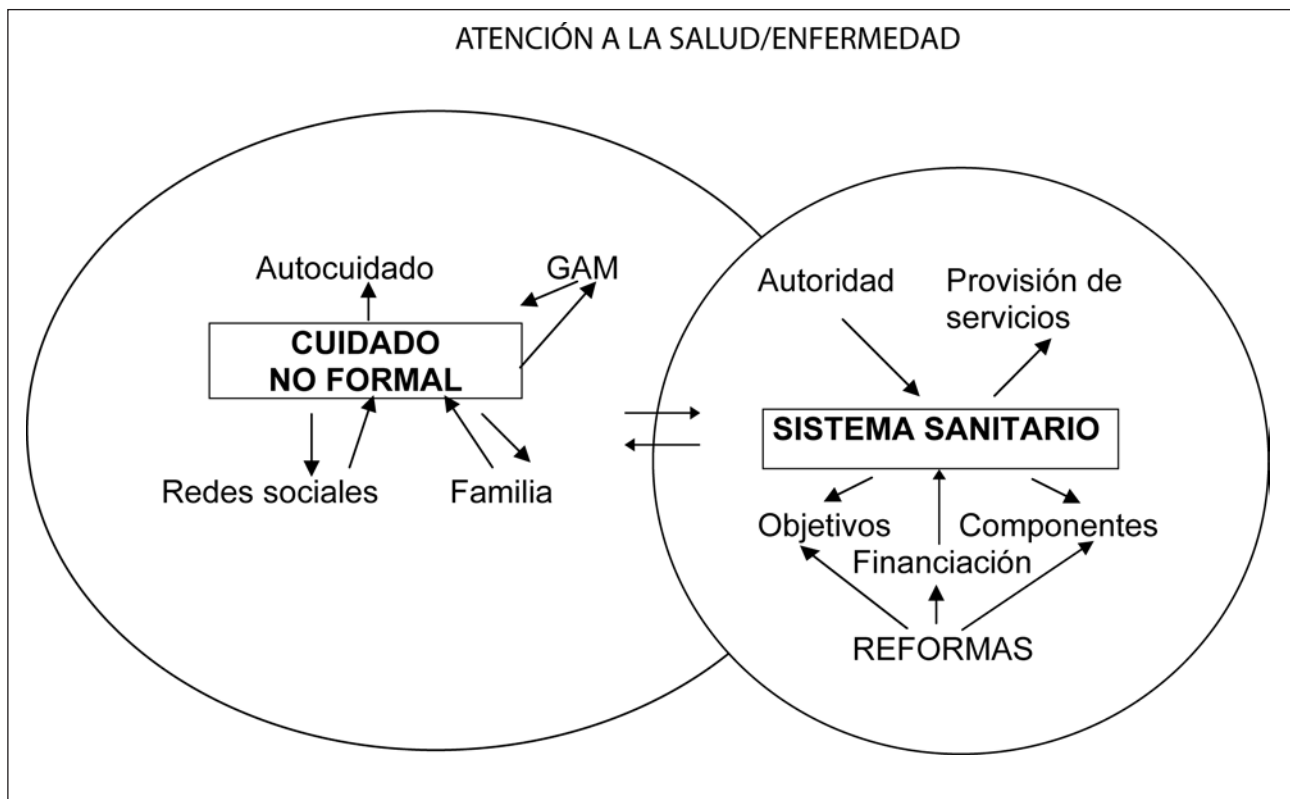 ATENCIÓN A LA SALUD/ENFERMEDAD
Autocuidado
GAM
CUIDADO
NO FORMAL
Redes sociales
Familia
Autoridad
Provisión de
servicios
SISTEMA SANITARIO
Objetivos
Componentes
Financiación
REFORMAS